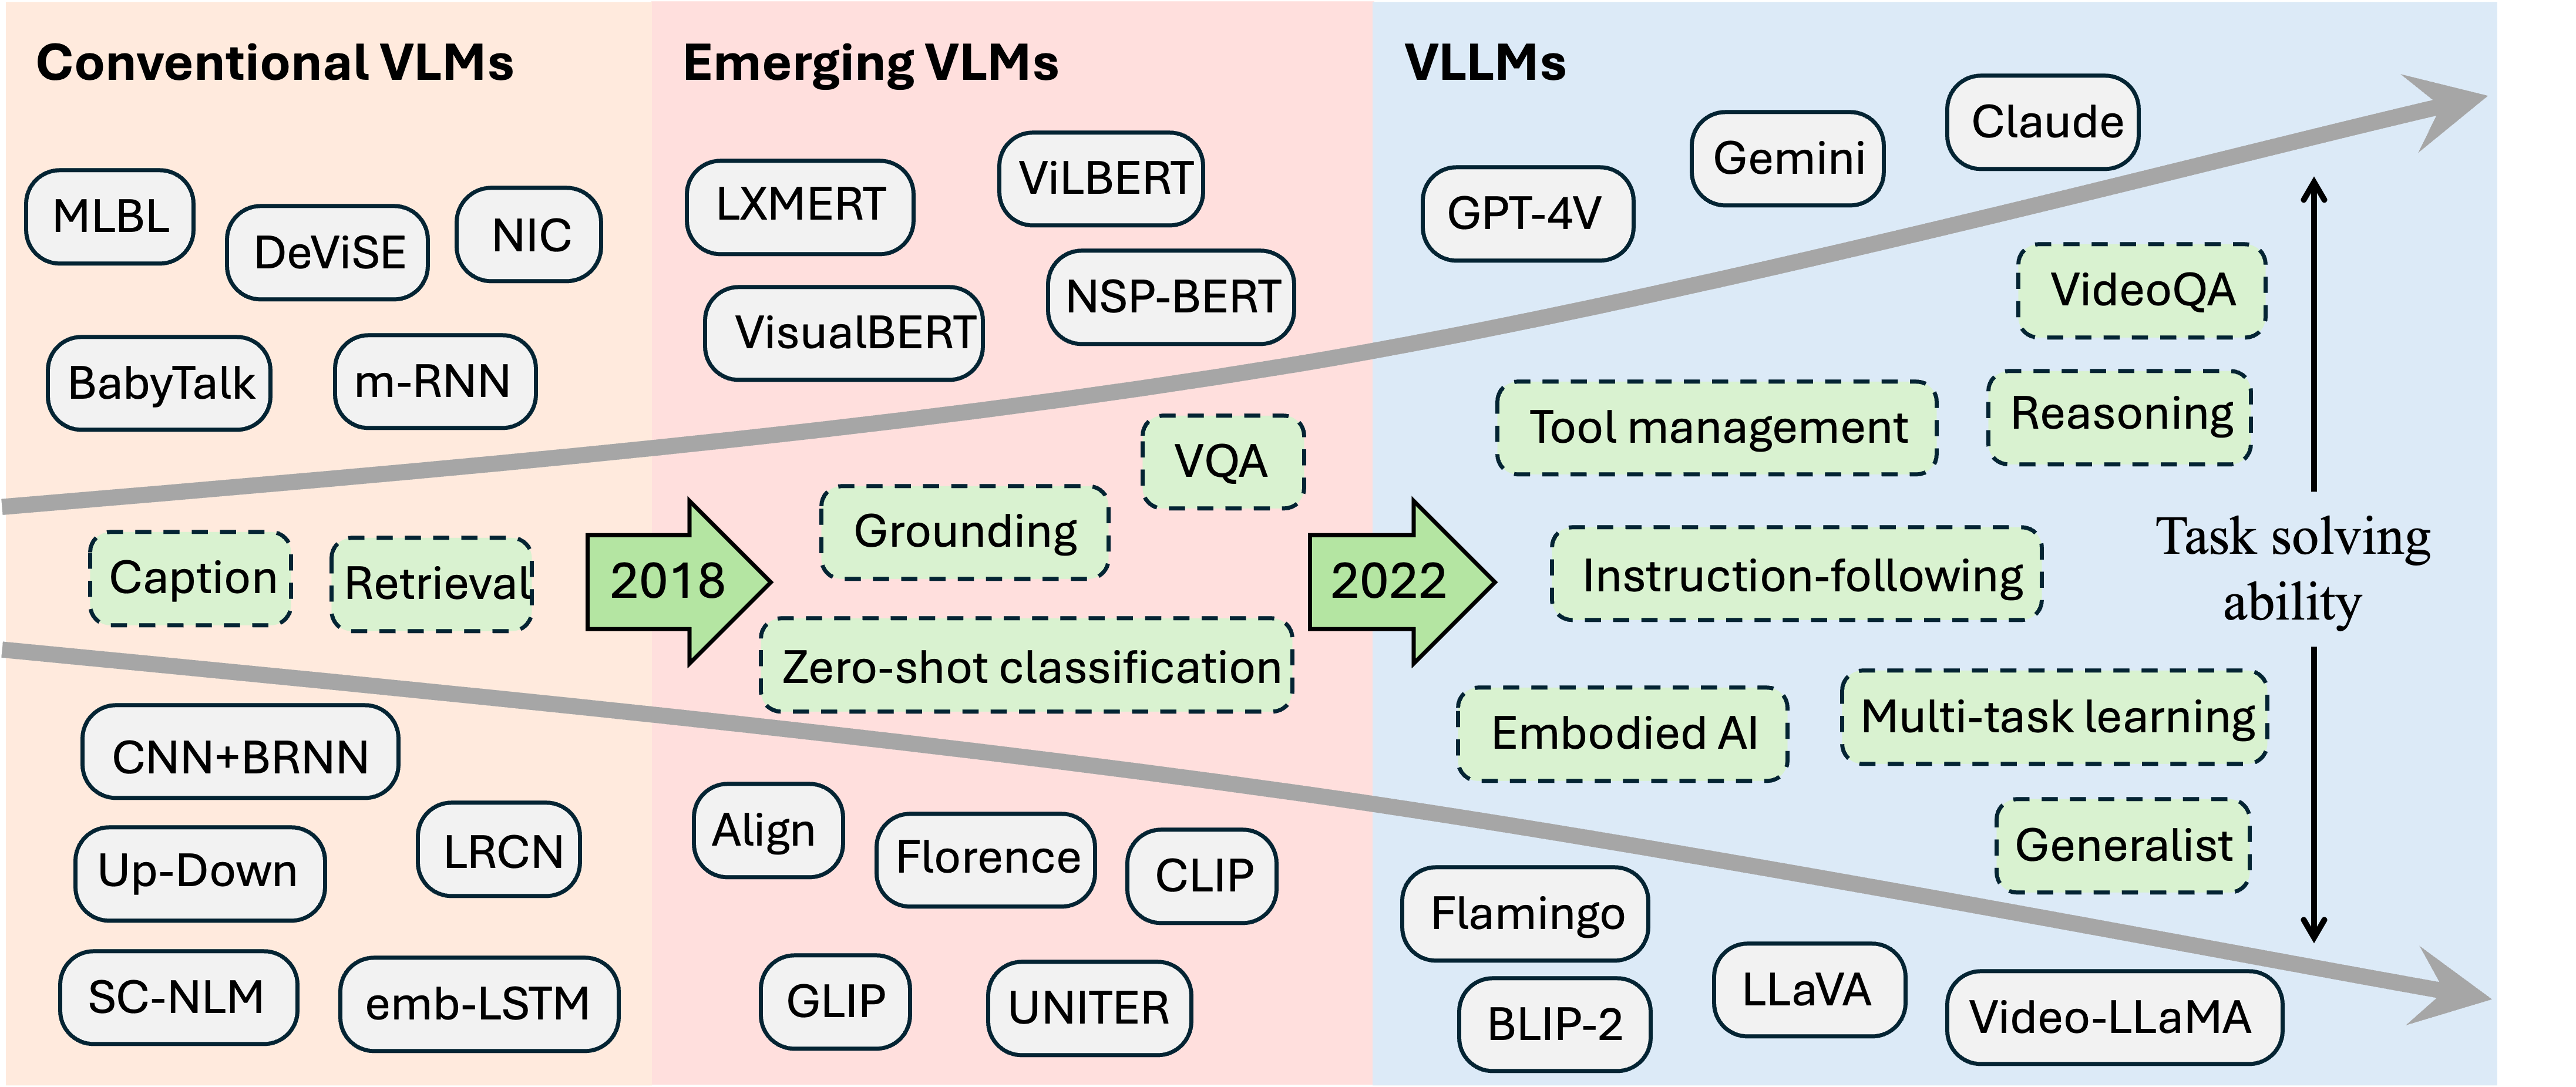 Conventional VLMs
MLBL
DeViSE
NIC
BabyTalk
m-RNN
Caption
Retrieval
CNN+BRNN
Up-Down
LRCN
SC-NLM
emb-LSTM
2018
Emerging VLMs
LXMERT
ViLBERT
VisualBERT
NSP-BERT
VQA
Grounding
Zero-shot classification
Align
Florence
CLIP
GLIP
UNITER
2022
VLLMs
GPT-4V
Gemini
Claude
VideoQA
Tool management
Reasoning
Instruction-following
Task solving
ability
Embodied AI
Multi-task learning
Generalist
Flamingo
BLIP-2
LLaVA
Video-LLaMA